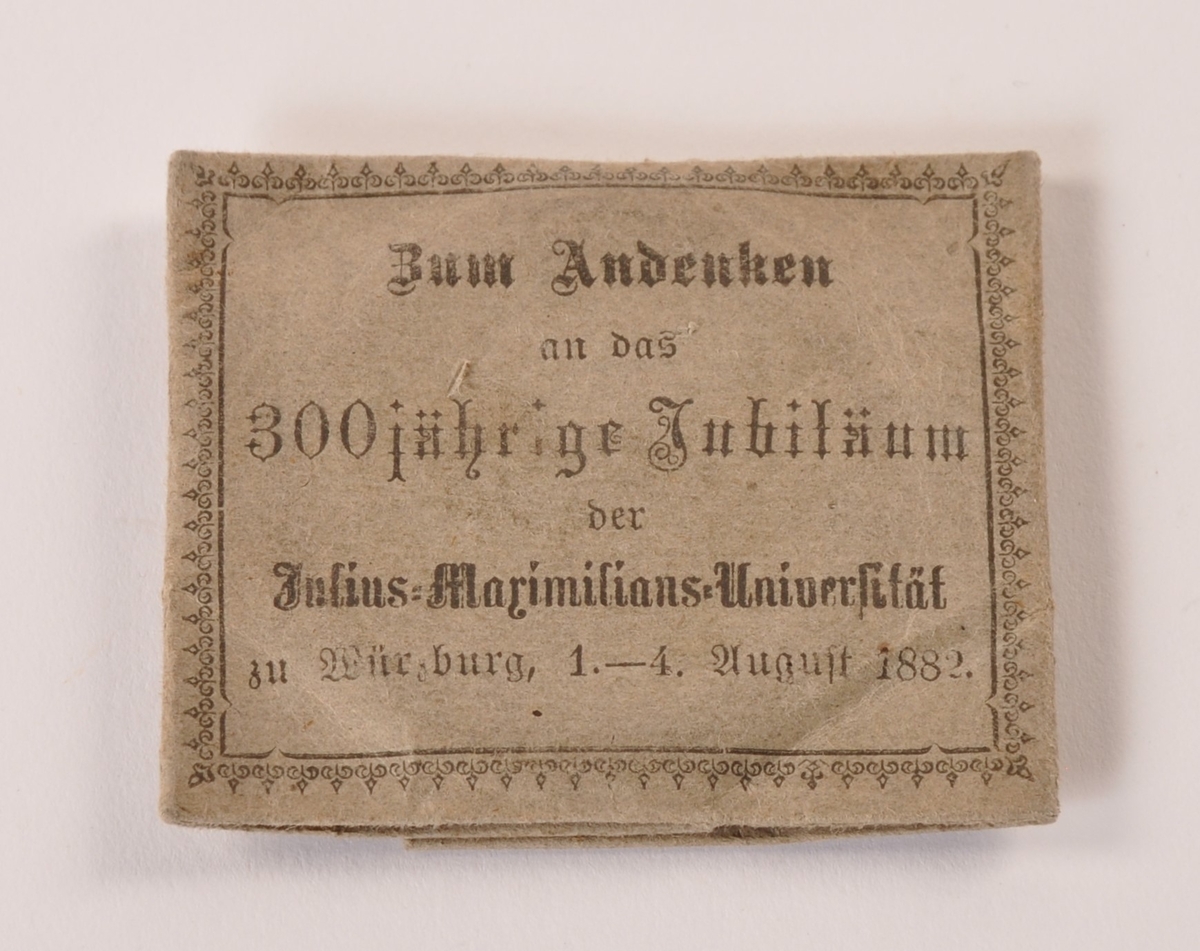 Zum Andenken
an das
300jährige Jubiläum
der
Julius-Maximilians-Universität
zu Würzburg, 1.—4. August 1882.